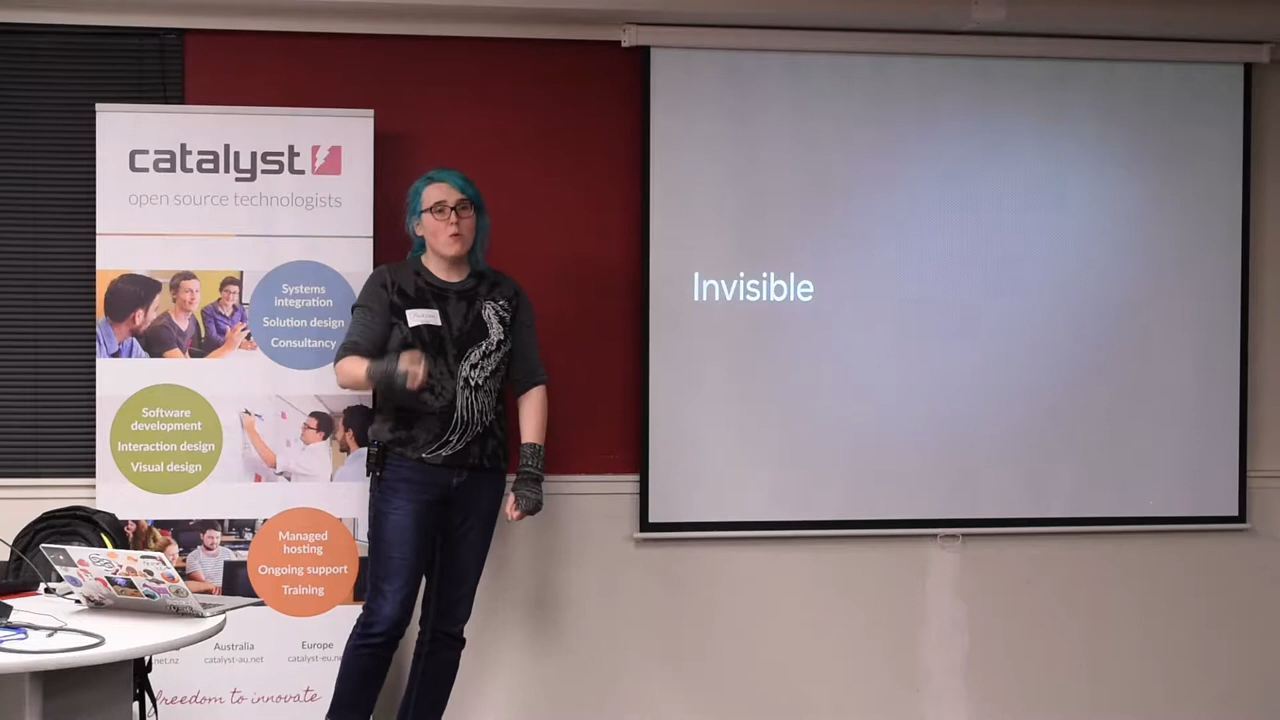 catalyst
open source technologists
Systems
integration
Solution design
Consultancy
Software
development
Interaction design
Visual design
Managed
hosting
Ongoing support
Training
Australia
Europe
.net.nz
catalyst-au.net
catalyst-eu.ne
freedom to innovate
Invisible